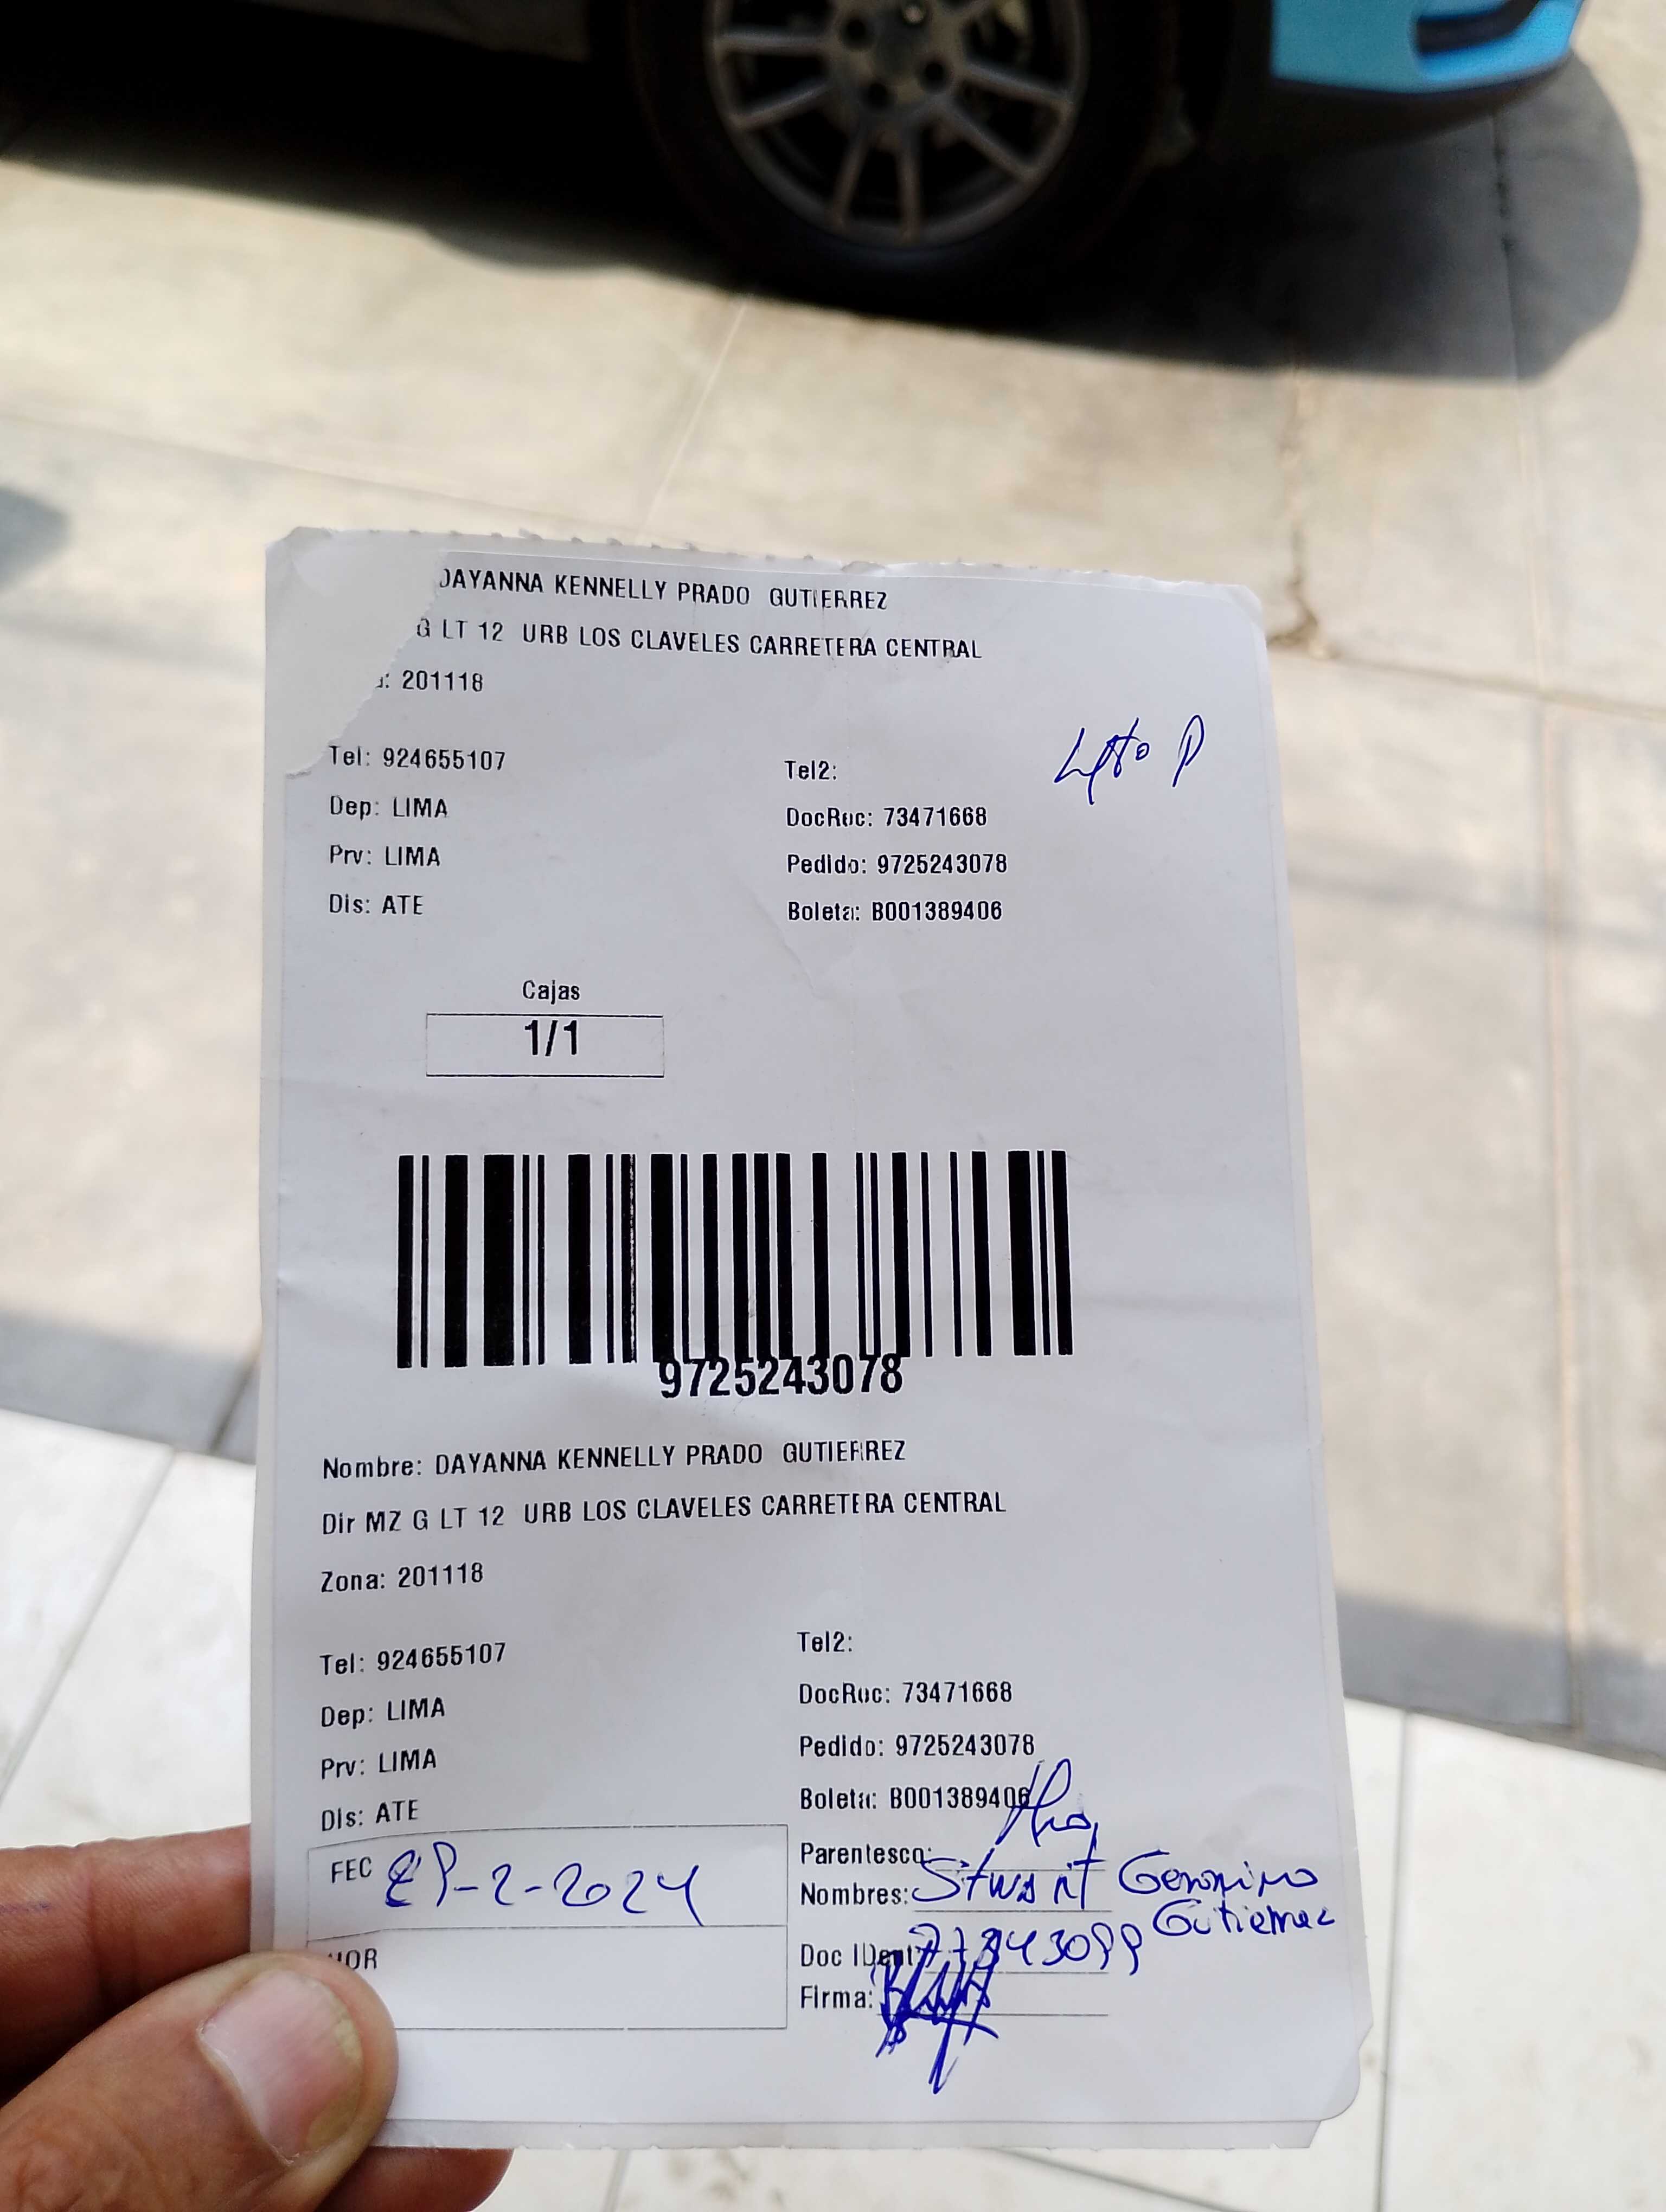 DAYANNA KENNELLY PRADO GUTIERREZ
G LT 12 URB LOS CLAVELES CARRETERA CENTRAL
a: 201118
Tel: 924655107
Tel2:
Dep: LIMA
DocRec: 73471668
Prv: LIMA
Pedido: 9725243078
Dis: ATE
Boleta: B001389406
Cajas
1/1
9725243078
Nombre: DAYANNA KENNELLY PRADO GUTIERREZ
Dir MZ G LT 12 URB LOS CLAVELES CARRETERA CENTRAL
Zona: 201118
Tel: 924655107
Tel2:
Dep: LIMA
DocRec: 73471668
Prv: LIMA
Pedido: 9725243078
Dis: ATE
Boleta: B001389406
FEC -2-2024
Parentesco:
Nombres: Stwart Geronimo
Gutierrez
HOR
Doc IDent:
Firma: